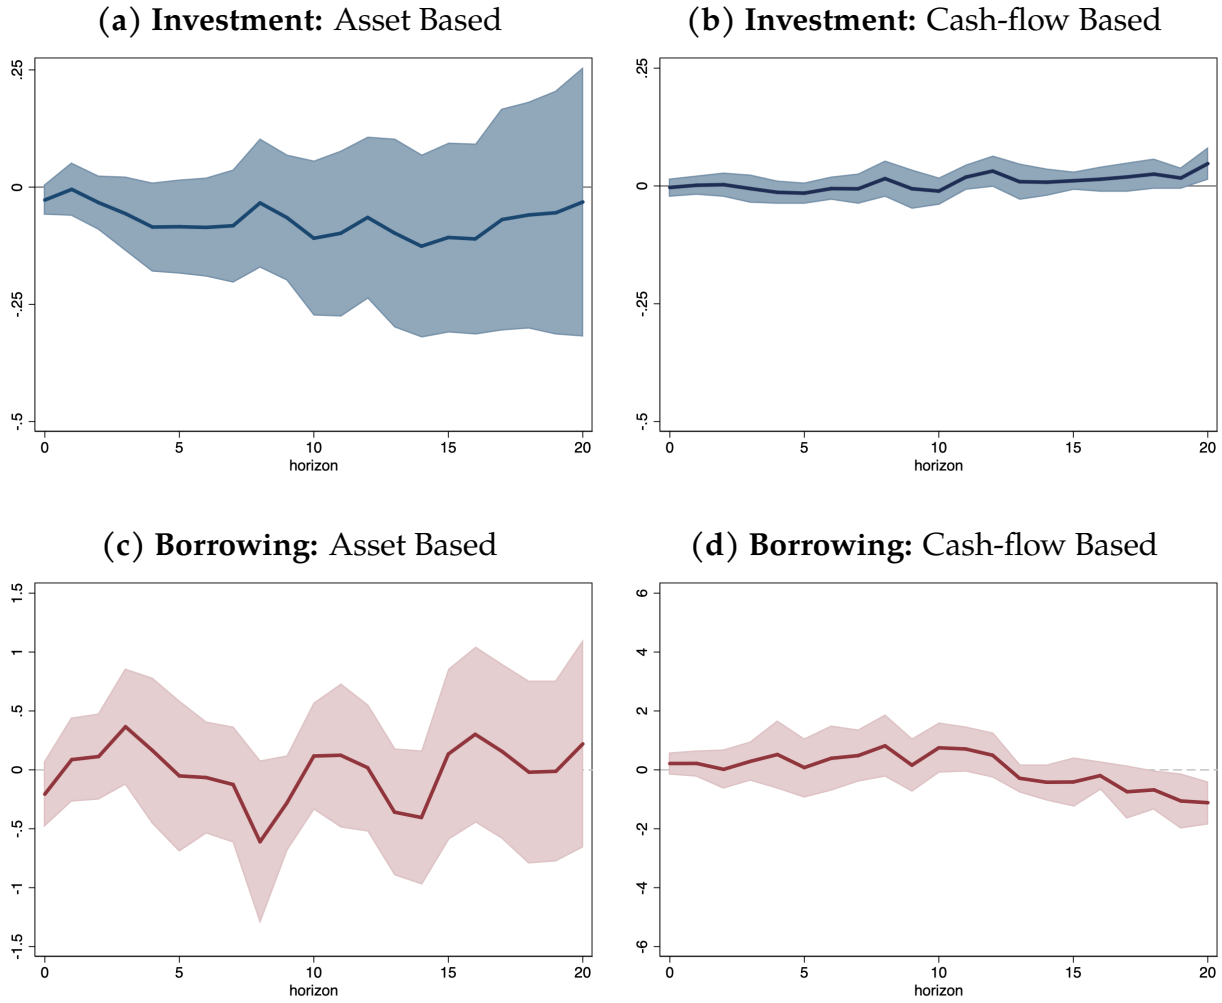 (a) Investment: Asset Based
.25
0
-.25
-.5
0 5 10 15 20
horizon
(b) Investment: Cash-flow Based
.25
0
-.25
-.5
0 5 10 15 20
horizon
(c) Borrowing: Asset Based
1.5
1
.5
0
-.5
-1
-1.5
0 5 10 15 20
horizon
(d) Borrowing: Cash-flow Based
6
4
2
0
-2
-4
-6
0 5 10 15 20
horizon